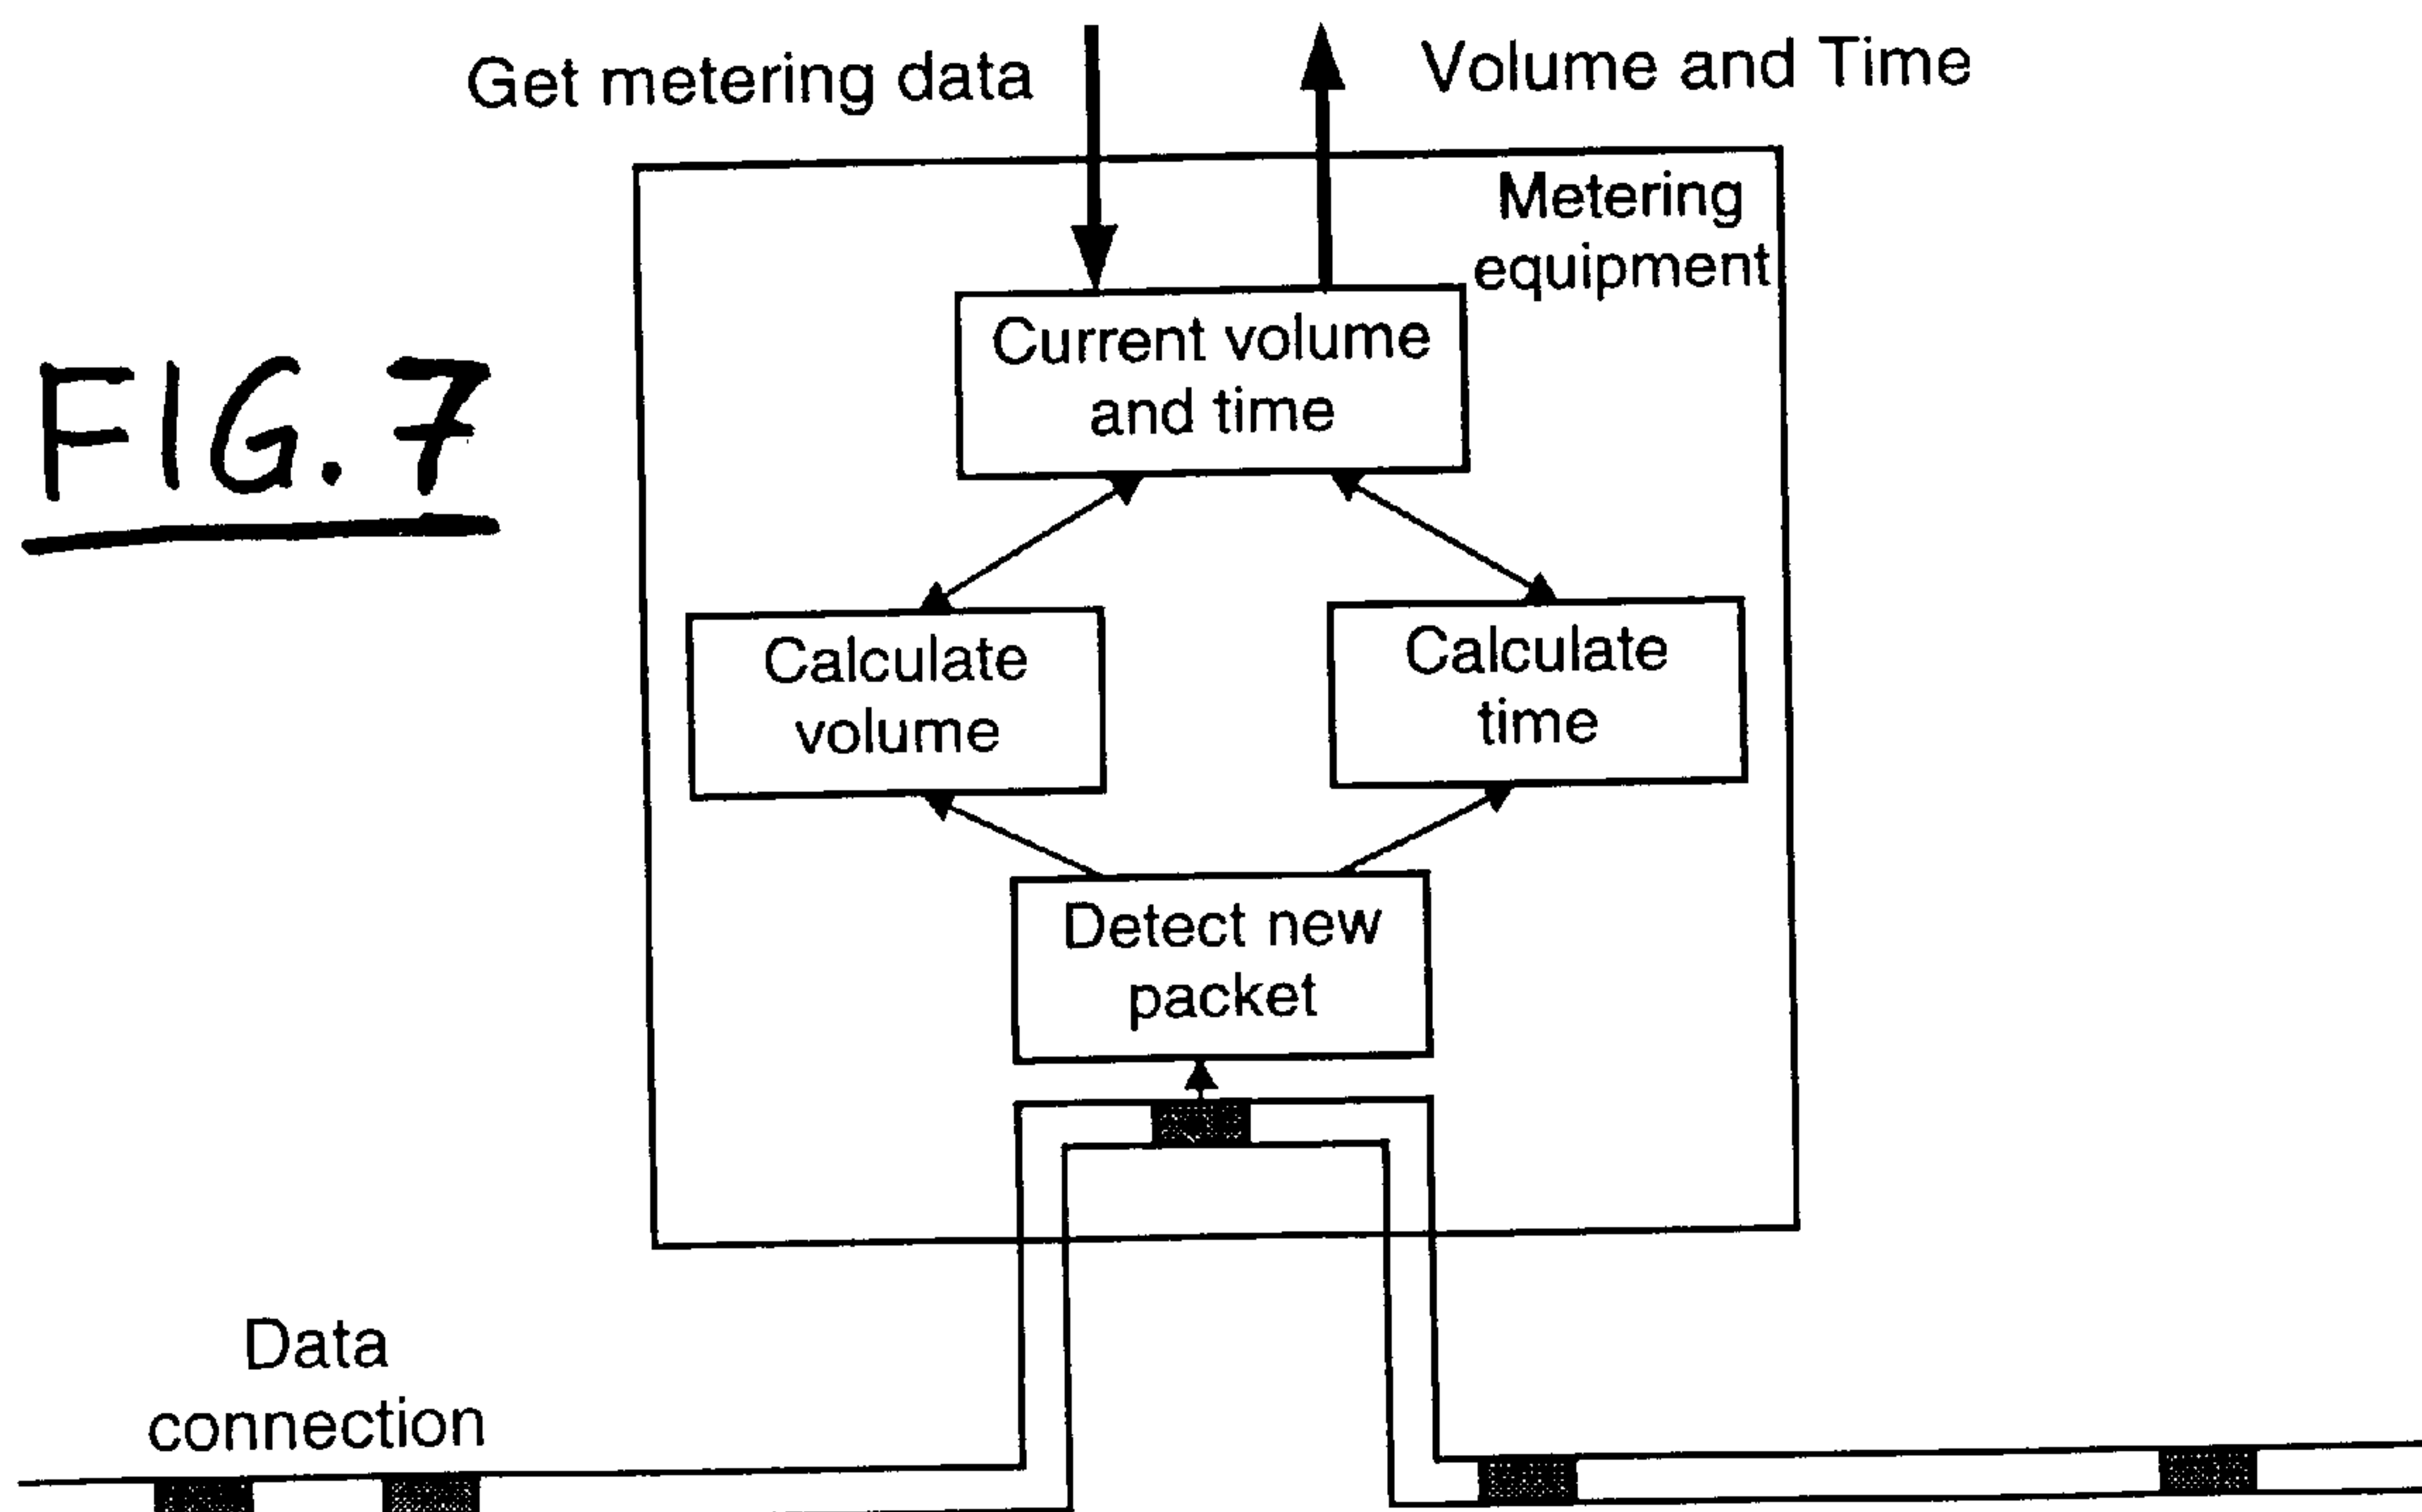 Get metering data
Volume and Time
Metering
equipment
FIG. 7
Current volume
and time
Calculate
volume
Calculate
time
Detect new
packet
Data
connection